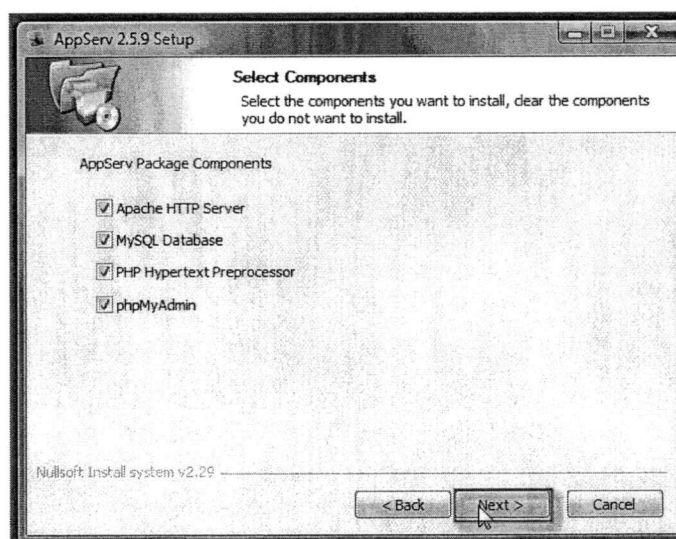 AppServ 2.5.9 Setup
Select Components
Select the components you want to install, clear the components
you do not want to install.
AppServ Package Components
Apache HTTP Server
MySQL Database
PHP Hypertext Preprocessor
phpMyAdmin
Nullsoft Install system v2.29
< Back
Next >
Cancel